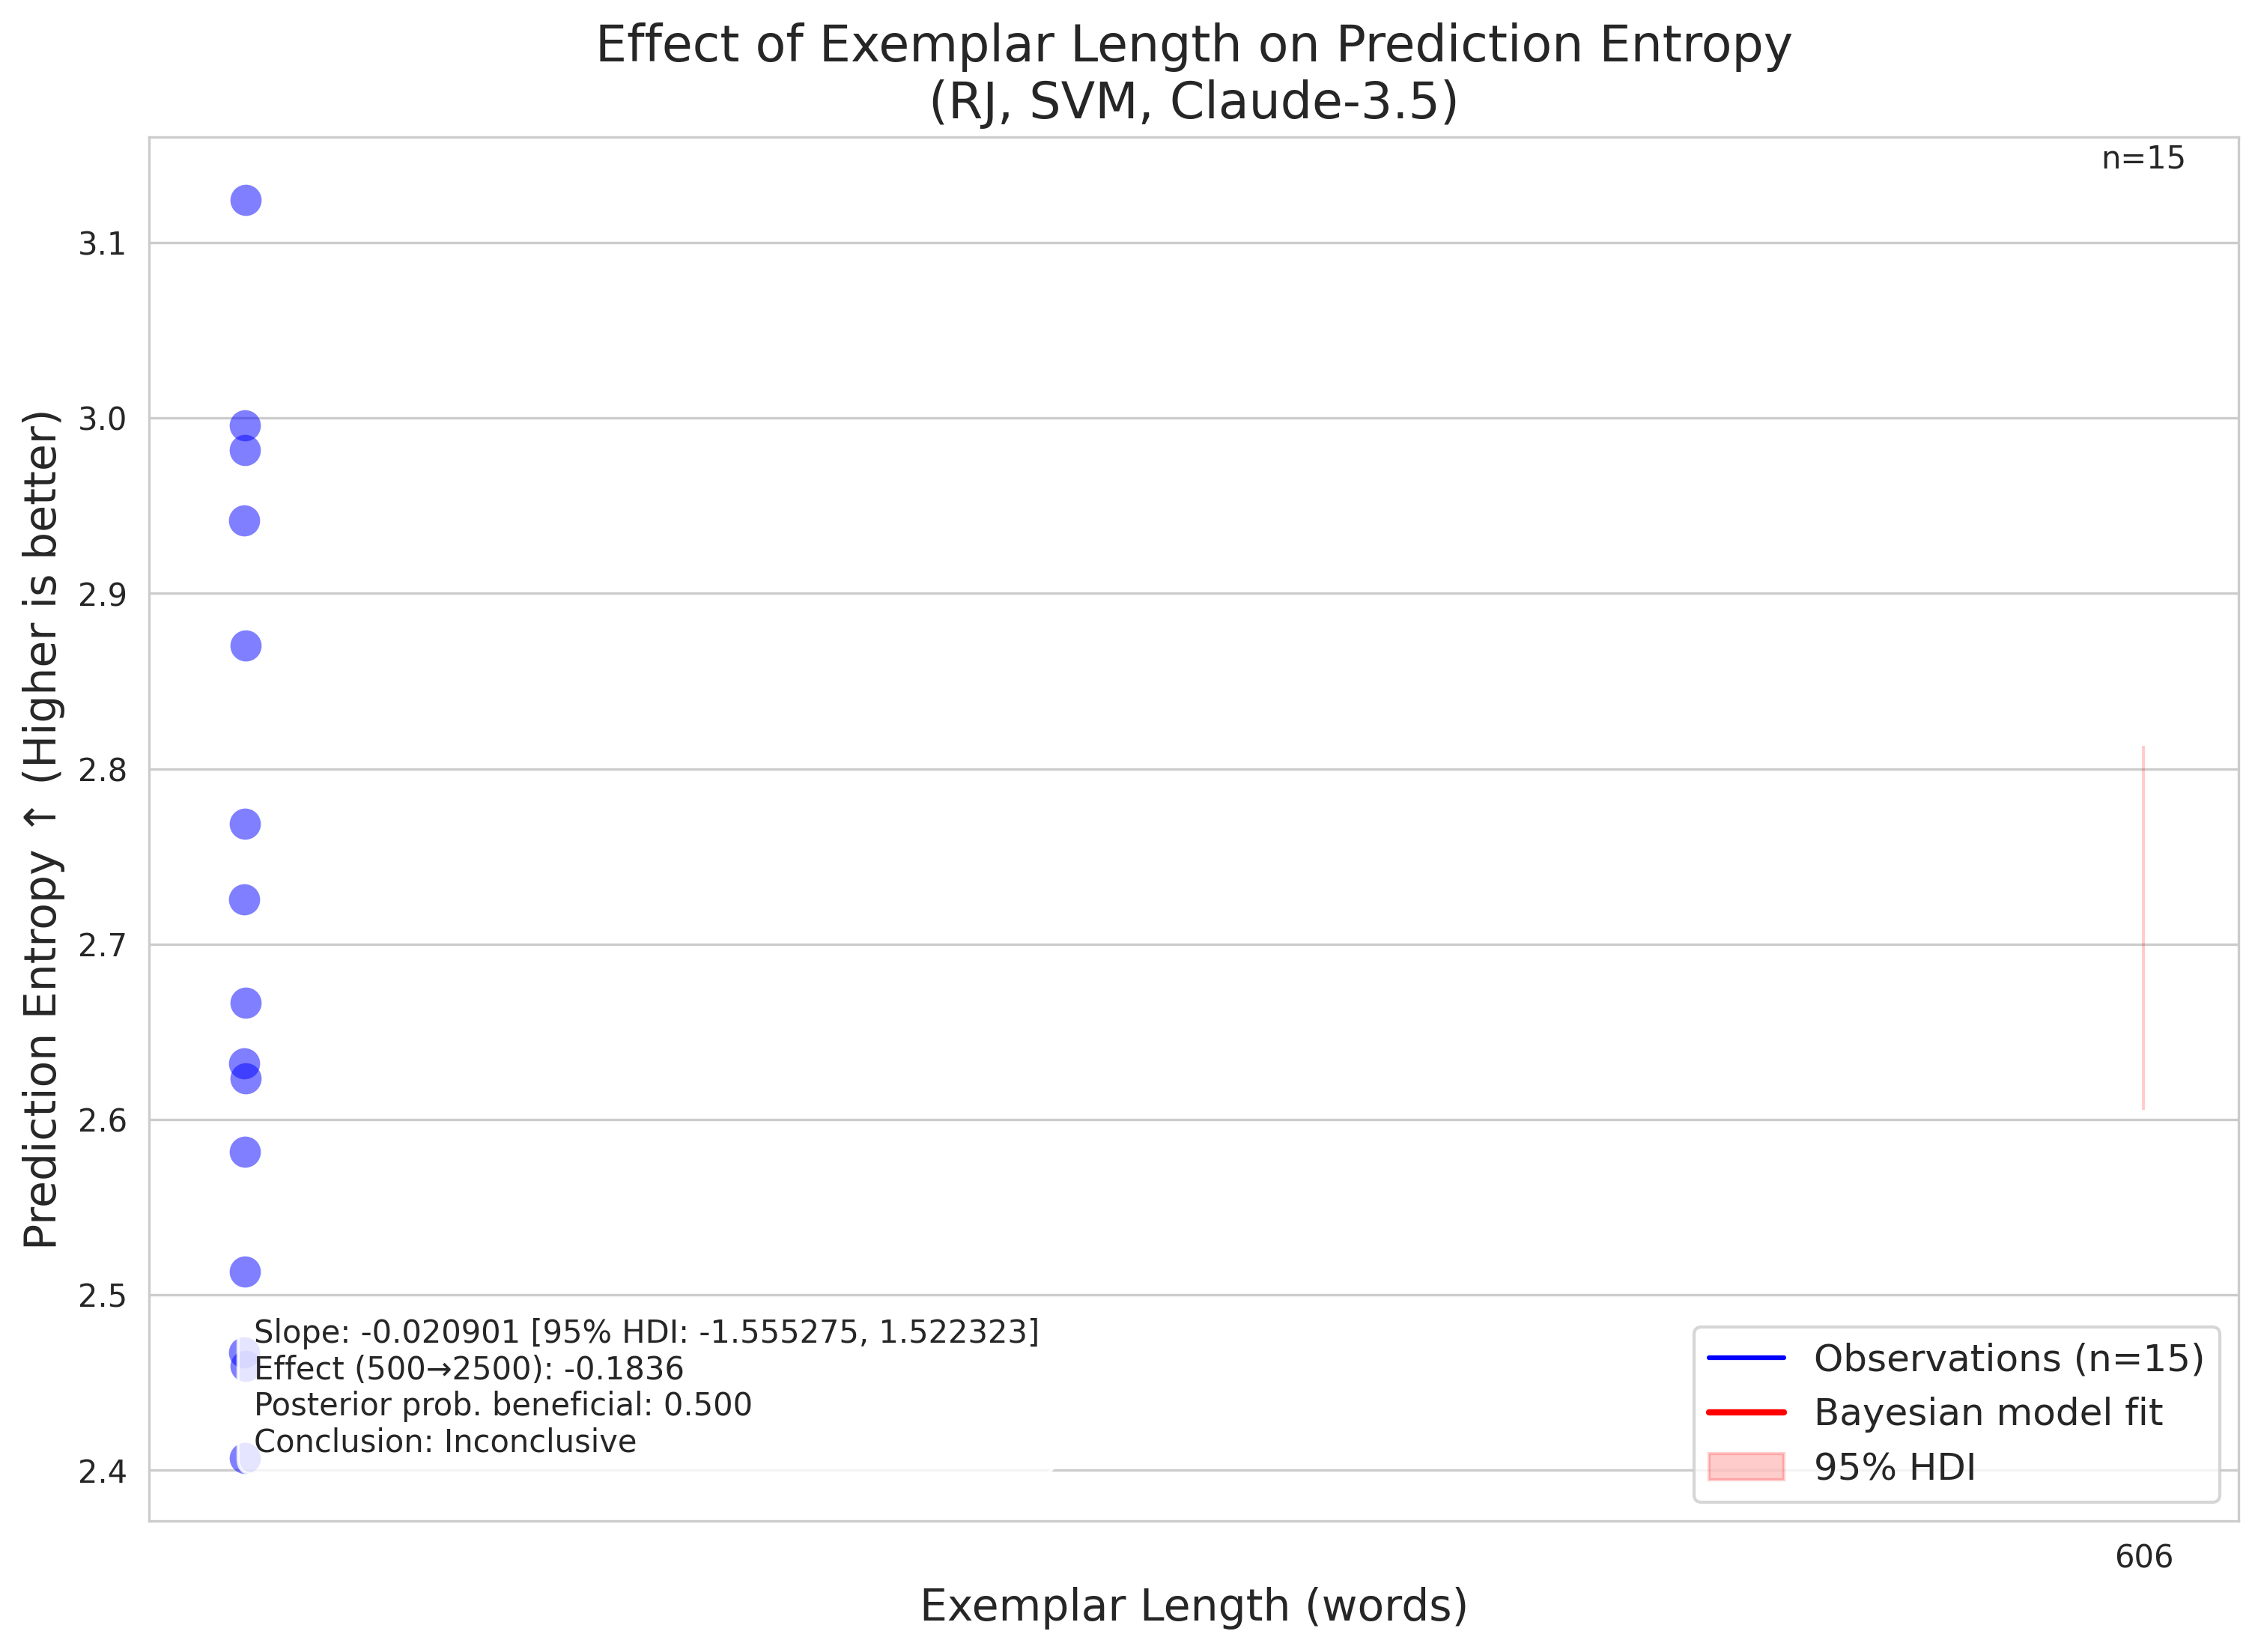 Effect of Exemplar Length on Prediction Entropy
(RJ, SVM, Claude-3.5)
n=15
Prediction Entropy ↑ (Higher is better)
3.1
3.0
2.9
2.8
2.7
2.6
2.5
2.4
Slope: -0.020901 [95% HDI: -1.555275, 1.522323]
Effect (500→2500): -0.1836
Posterior prob. beneficial: 0.500
Conclusion: Inconclusive
Observations (n=15)
Bayesian model fit
95% HDI
606
Exemplar Length (words)